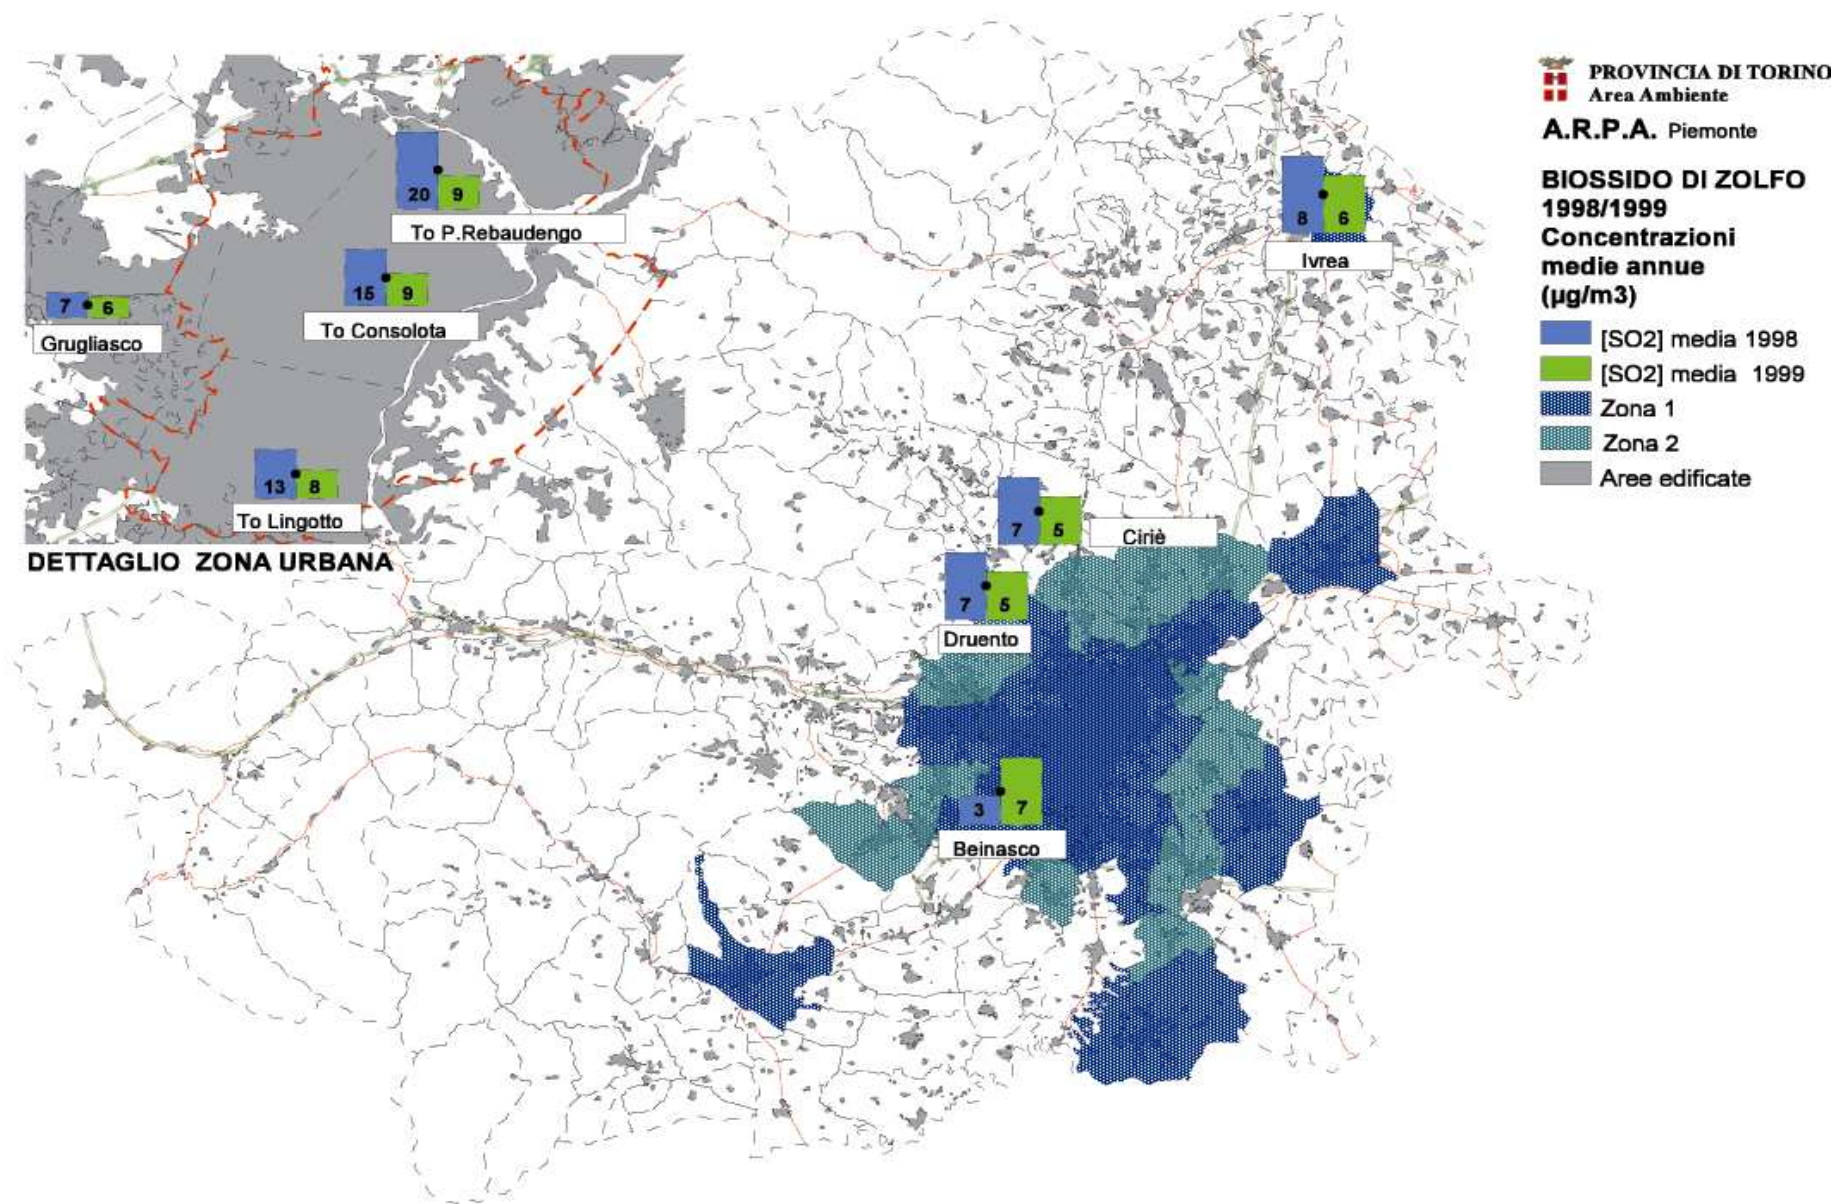 PROVINCIA DI TORINO
Area Ambiente
A.R.P.A. Piemonte
BIOSSIDO DI ZOLFO
1998/1999
Concentrazioni
medie annue
(µg/m3)
[SO2] media 1998
[SO2] media 1999
Zona 1
Zona 2
Aree edificate
20 9
To P.Rebaudengo
15 9
To Consolota
7 6
Grugliasco
13 8
To Lingotto
DETTAGLIO ZONA URBANA
8 6
Ivrea
7 5
Ciriè
7 5
Druento
3 7
Beinasco